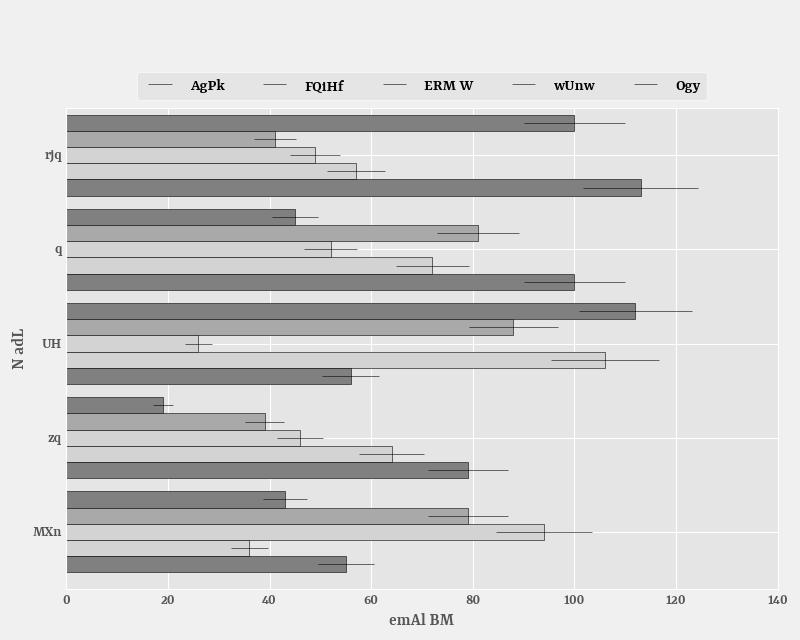 AgPk FQ1Hf ERM W wUnw Ogy
rJq
q
UH
zq
MXn
N adL
0 20 40 60 80 100 120 140
emAl BM